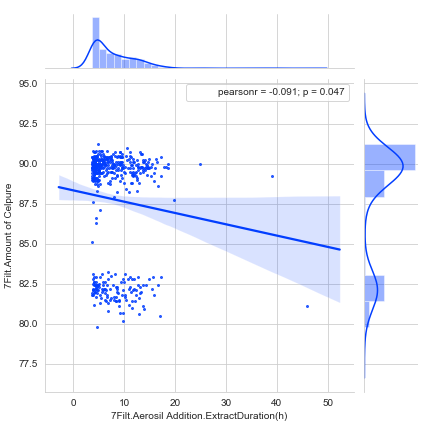 95.0
pearsonr = -0.091; p = 0.047
92.5
90.0
87.5
85.0
82.5
80.0
77.5
7Filt.Amount of Celpure
0 10 20 30 40 50
7Filt.Aerosil Addition.ExtractDuration(h)